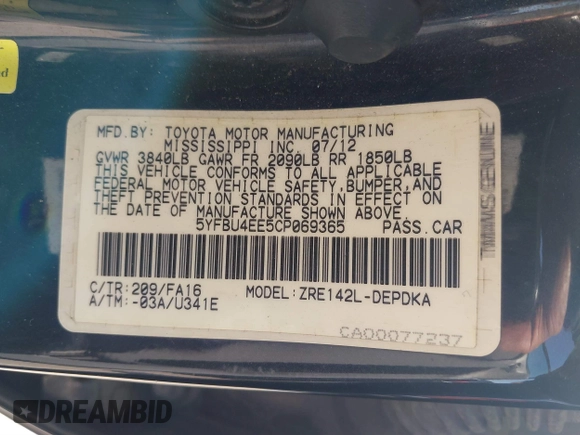 ed
MFD.BY: TOYOTA MOTOR MANUFACTURING
MISSISSIPPI INC. 07/12
GVWR 3840LB GAWR FR 2090LB RR 1850LB
THIS VEHICLE CONFORMS TO ALL APPLICABLE
FEDERAL MOTOR VEHICLE SAFETY,BUMPER,AND
THEFT PREVENTION STANDARDS IN EFFECT ON
THE DATE OF MANUFACTURE SHOWN ABOVE.
5YFBU4EE5CP069365 PASS.CAR
C/TR:209/FA16
A/TM:-03A/U341E
MODEL:ZRE142L-DEPDKA
CA00077237
DREAMBID